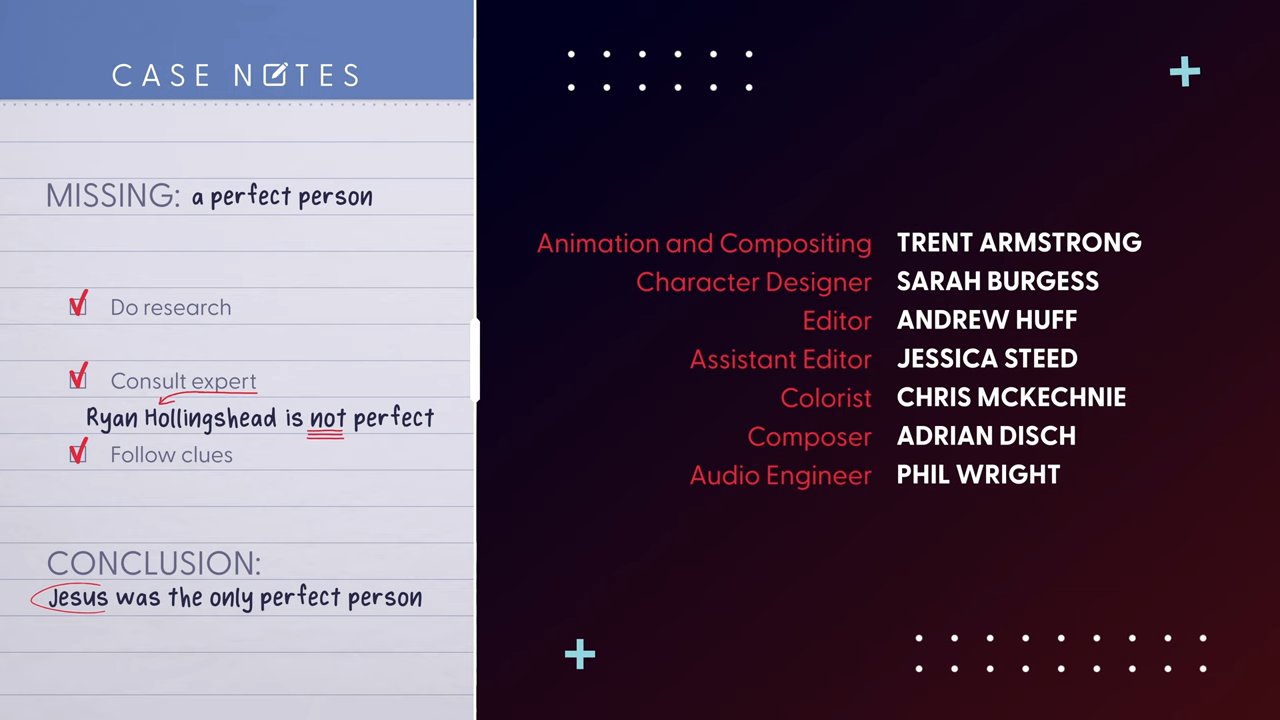 CASE NOTES
MISSING: a perfect person
Do research
Consult expert
Ryan Hollingshead is not perfect
Follow clues
CONCLUSION:
Jesus was the only perfect person
Animation and Compositing TRENT ARMSTRONG
Character Designer SARAH BURGESS
Editor ANDREW HUFF
Assistant Editor JESSICA STEED
Colorist CHRIS MCKECHNIE
Composer ADRIAN DISCH
Audio Engineer PHIL WRIGHT